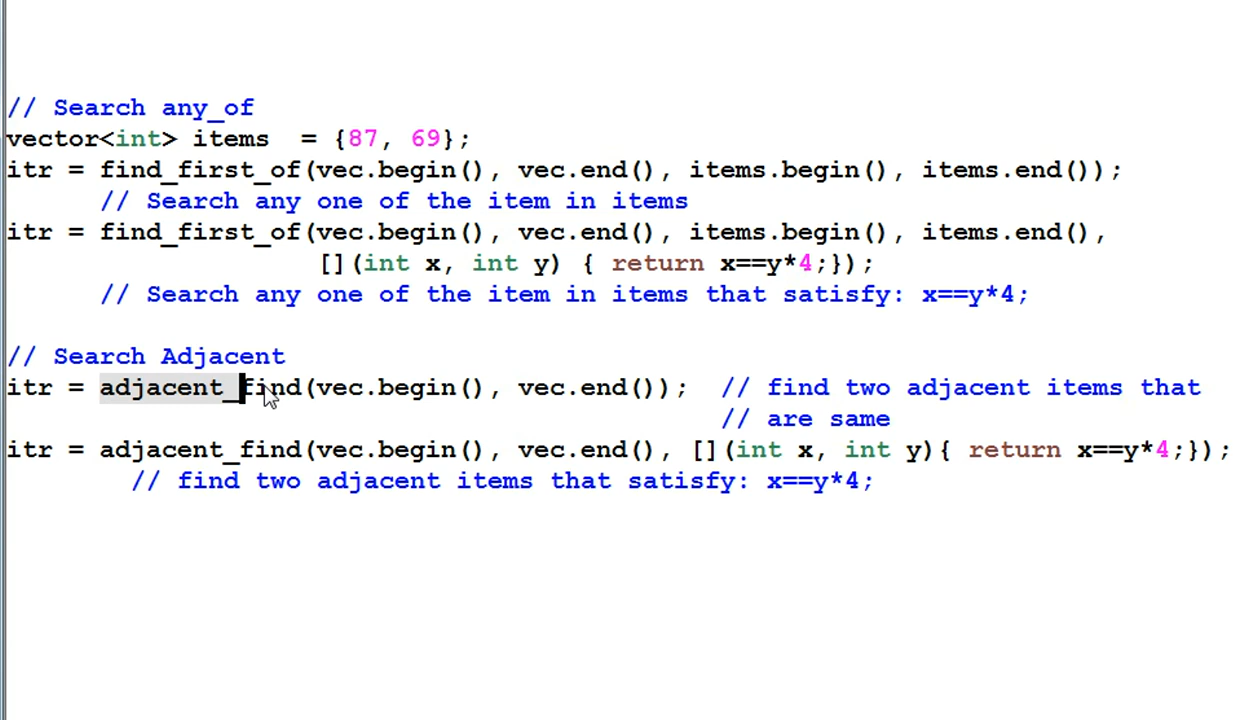 // Search any_of
vector<int> items  = {87, 69};
itr = find_first_of(vec.begin(), vec.end(), items.begin(), items.end());
// Search any one of the item in items
itr = find_first_of(vec.begin(), vec.end(), items.begin(), items.end(),
[](int x, int y) { return x==y*4;});
// Search any one of the item in items that satisfy: x==y*4;
// Search Adjacent
itr = adjacent_find(vec.begin(), vec.end());  // find two adjacent items that
// are same
itr = adjacent_find(vec.begin(), vec.end(), [](int x, int y){ return x==y*4;});
// find two adjacent items that satisfy: x==y*4;